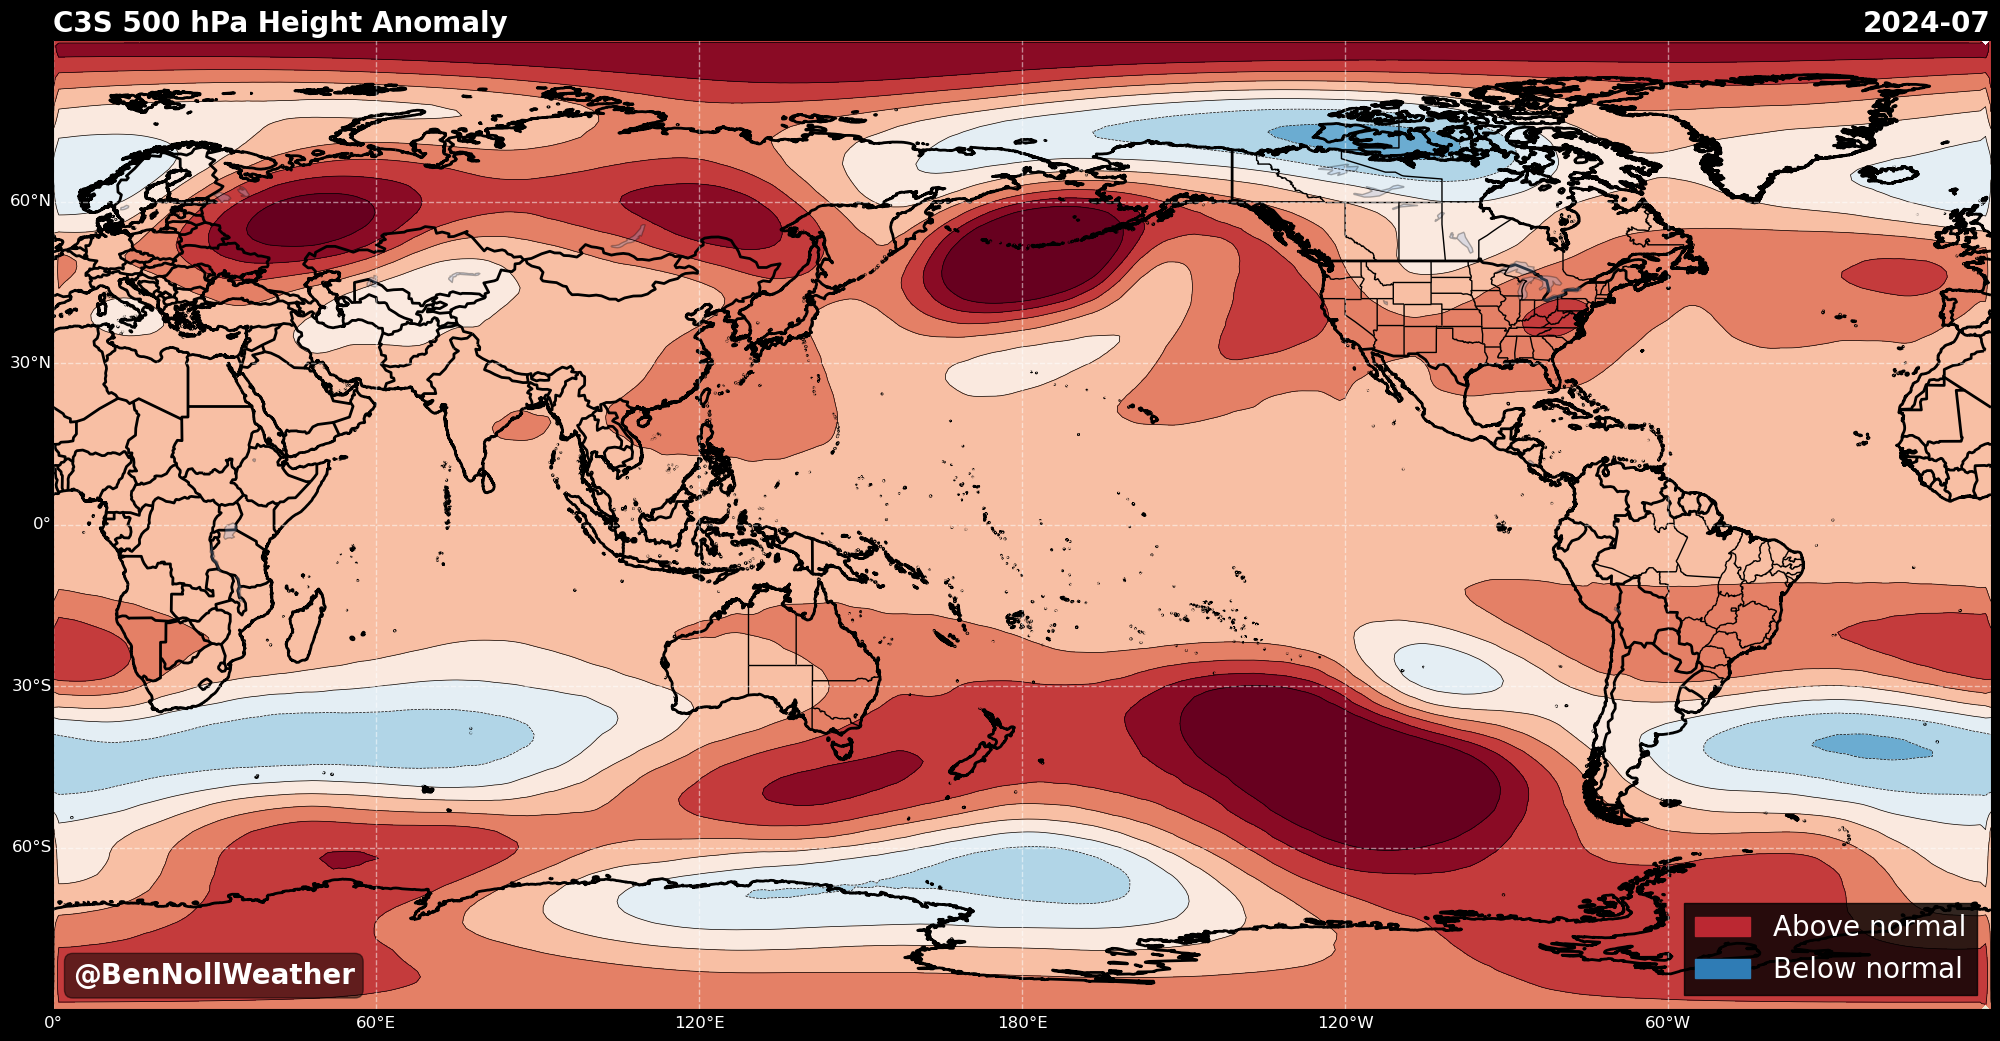 C3S 500 hPa Height Anomaly
2024-07
60°N
30°N
0°
30°S
60°S
Above normal
Below normal
@BenNollWeather
0°
60°E
120°E
180°E
120°W
60°W